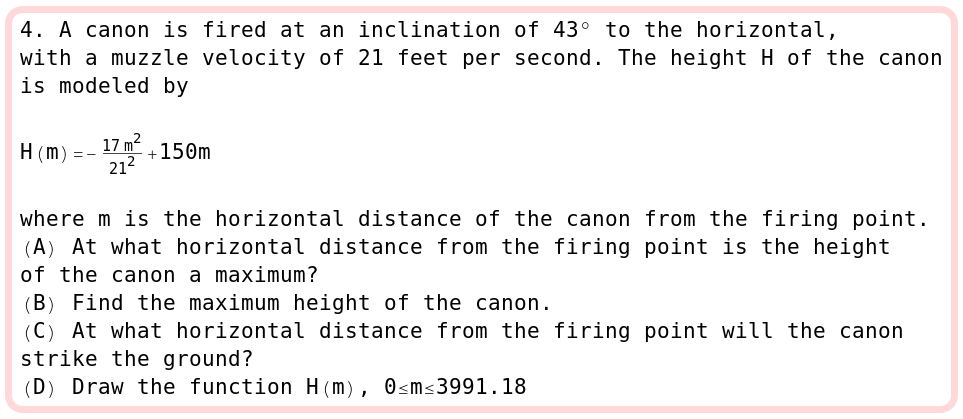 4. A canon is fired at an inclination of 43° to the horizontal,
with a muzzle velocity of 21 feet per second. The height H of the canon
is modeled by
H(m)=-\frac{17 m^2}{21^2}+150m
where m is the horizontal distance of the canon from the firing point.
(A) At what horizontal distance from the firing point is the height
of the canon a maximum?
(B) Find the maximum height of the canon.
(C) At what horizontal distance from the firing point will the canon
strike the ground?
(D) Draw the function H(m), 0≤m≤3991.18